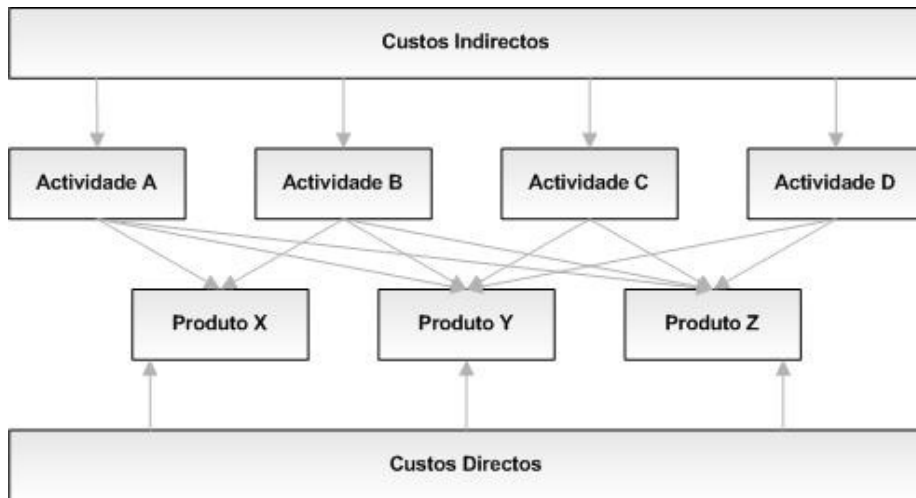 Custos Indirectos
Actividade A
Actividade B
Actividade C
Actividade D
Produto X
Produto Y
Produto Z
Custos Directos